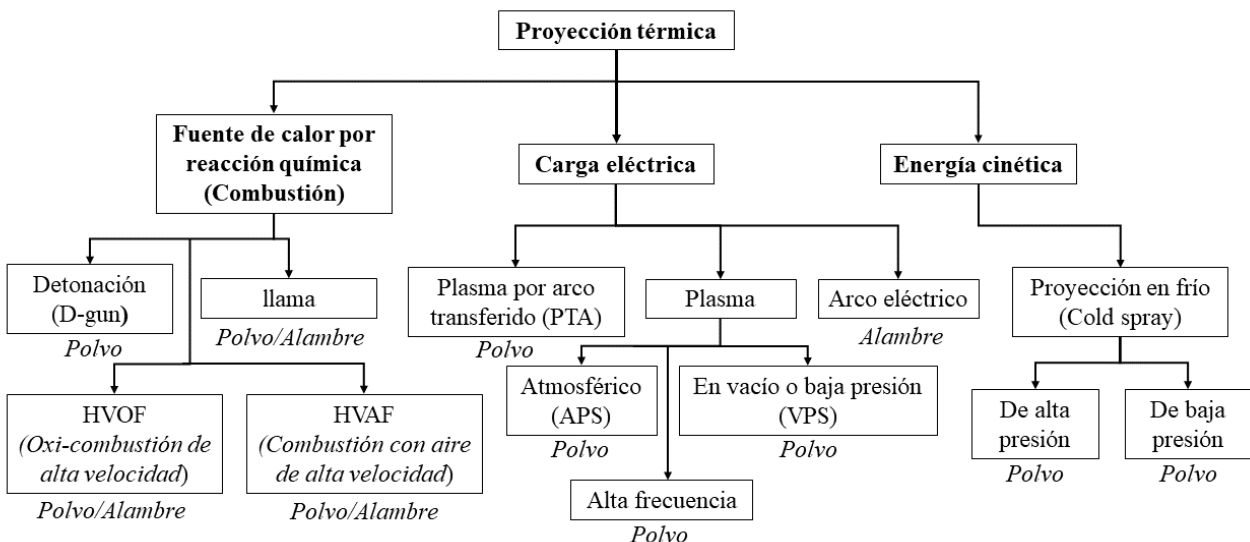 Proyección térmica
Fuente de calor por
reacción química
(Combustión)
Carga eléctrica
Energía cinética
Detonación
(D-gun)
Polvo
llama
Polvo/Alambre
HVOF
(Oxi-combustión de
alta velocidad)
Polvo/Alambre
HVAF
(Combustión con aire
de alta velocidad)
Polvo/Alambre
Plasma por arco
transferido (PTA)
Polvo
Plasma
Arco eléctrico
Alambre
Atmosférico
(APS)
Polvo
En vacío o baja presión
(VPS)
Polvo
Alta frecuencia
Polvo
Proyección en frío
(Cold spray)
De alta
presión
Polvo
De baja
presión
Polvo